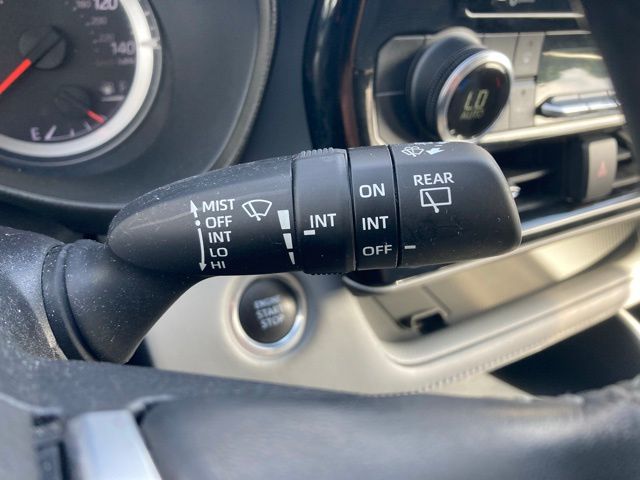 120
140
E
LO
AUTO
MIST
OFF
INT
LO
HI
INT
ON
INT
OFF
REAR
ENGINE
START
STOP